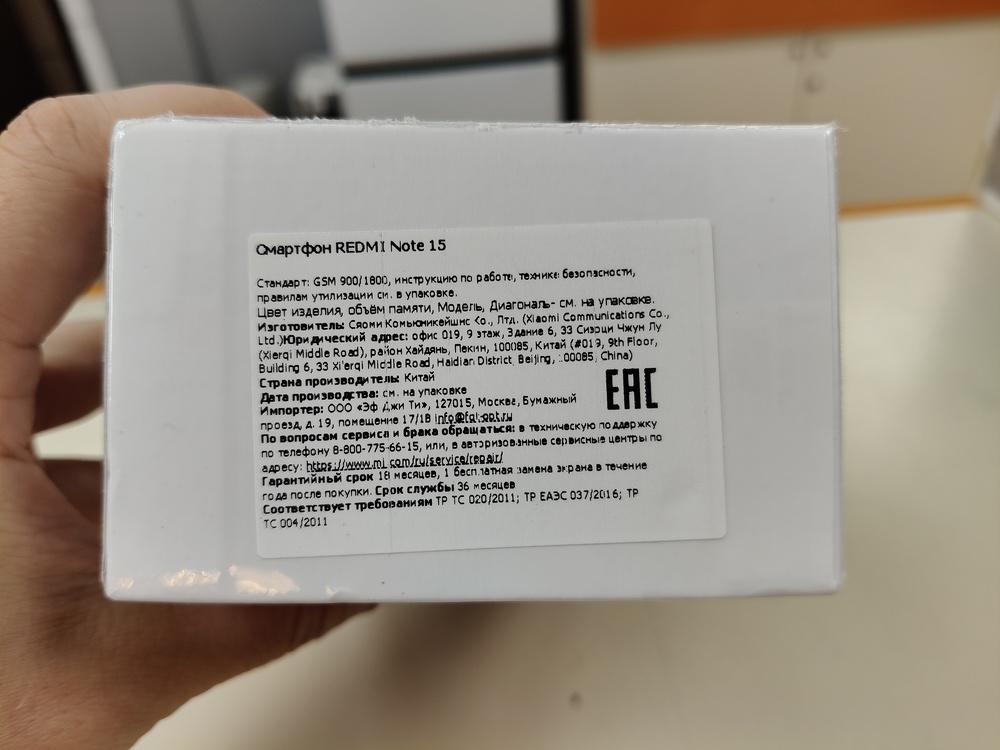 Смартфон REDMI Note 15
Стандарт: GSM 900/1800, инструкцию по работе, технике безопасности,
правилам утилизации см. в упаковке.
Цвет изделия, объём памяти, Модель, Диагональ- см. на упаковке.
Изготовитель: Сяоми Комьюникейшнс Ко., Лтд. (Xiaomi Communications Co.,
Ltd.)Юридический адрес: офис 019, 9 этаж, Здание 6, 33 Сиэрци Чжун Лу
(Xierqi Middle Road), район Хайдянь, Пекин, 100085, Китай (#019, 9th Floor,
Building 6, 33 Xi'erqi Middle Road, Haidian District, Beijing, 100085, China)
Страна производитель: Китай
Дата производства: см. на упаковке
Импортер: ООО «Эф Джи Ти», 127015, Москва, Бумажный
проезд, д. 19, помещение 17/18
По вопросам сервиса и брака обращаться: в техническую поддержку
по телефону 8-800-775-66-15, или, в авторизованные сервисные центры по
адресу: https://www.mi.com/ru/service/repair/
Гарантийный срок 18 месяцев, 1 бесплатная замена экрана в течение
года после покупки. Срок службы 36 месяцев
Соответствует требованиям ТР ТС 020/2011; ТР ЕАЭС 037/2016; ТР
ТС 004/2011
EAC